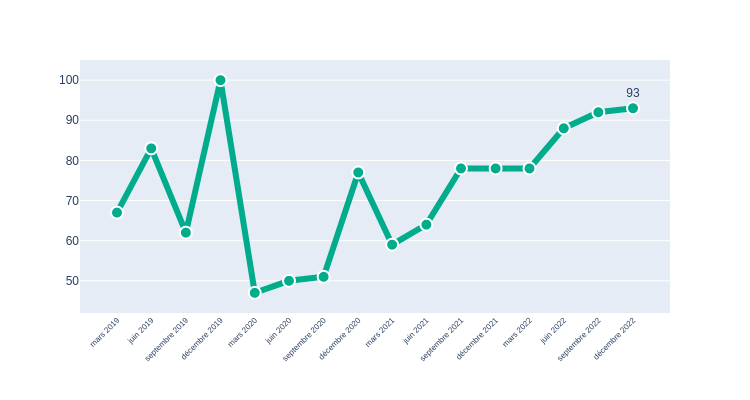 100
90
80
70
60
50
93
mars 2019
juin 2019
septembre 2019
décembre 2019
mars 2020
juin 2020
septembre 2020
décembre 2020
mars 2021
juin 2021
septembre 2021
décembre 2021
mars 2022
juin 2022
septembre 2022
décembre 2022